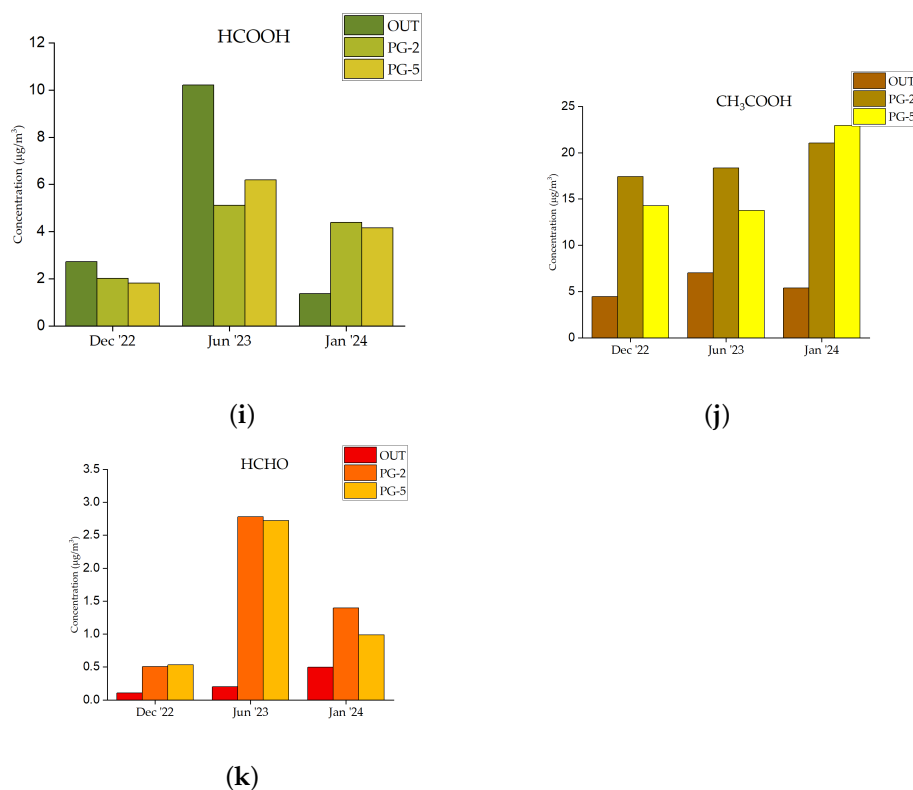 HCOOH
OUT
PG-2
PG-5
Concentration (µg/m³)
12
10
8
6
4
2
0
Dec '22
Jun '23
Jan '24
(i)
CH₃COOH
OUT
PG-2
PG-5
Concentration (µg/m³)
25
20
15
10
5
0
Dec '22
Jun '23
Jan '24
(j)
HCHO
OUT
PG-2
PG-5
Concentration (µg/m³)
3.5
3.0
2.5
2.0
1.5
1.0
0.5
0.0
Dec '22
Jun '23
Jan '24
(k)